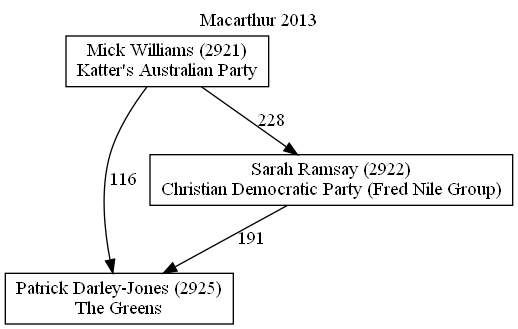 Macarthur 2013
Mick Williams (2921)
Katter's Australian Party
228
Sarah Ramsay (2922)
Christian Democratic Party (Fred Nile Group)
116
191
Patrick Darley-Jones (2925)
The Greens